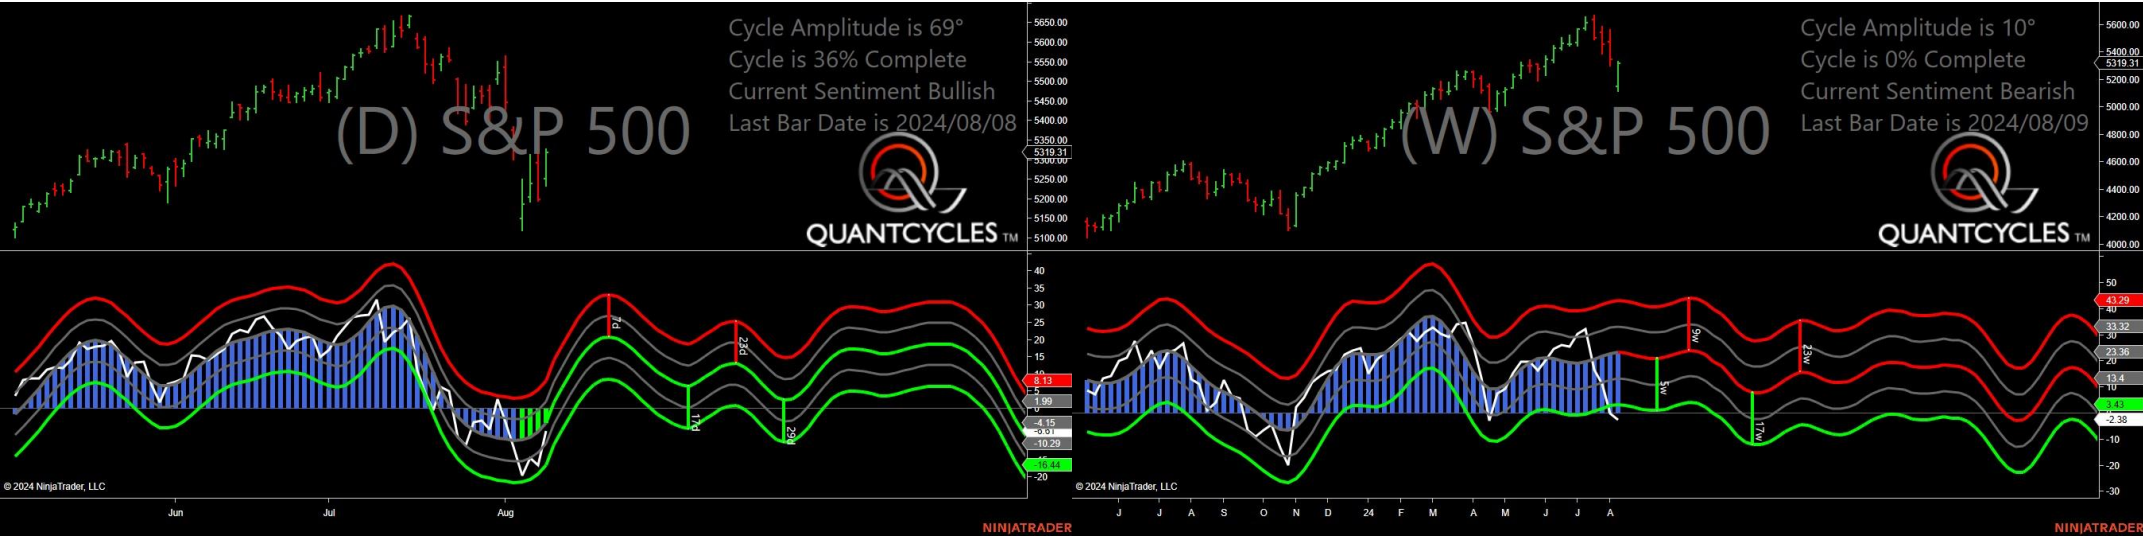 Cycle Amplitude is 69°
Cycle is 36% Complete
Current Sentiment Bullish
Last Bar Date is 2024/08/08
(D) S&P 500
QUANTCYCLES TM
5650.00
5600.00
5550.00
5500.00
5450.00
5400.00
5350.00
5319.31
5300.00
5250.00
5200.00
5150.00
5100.00
7d
17d
23d
29d
40
35
30
25
20
15
8.13
5
1.99
0
-4.15
-10.29
-16.44
-20
© 2024 NinjaTrader, LLC
Jun
Jul
Aug
NINJATRADER
Cycle Amplitude is 10°
Cycle is 0% Complete
Current Sentiment Bearish
Last Bar Date is 2024/08/09
(W) S&P 500
QUANTCYCLES TM
5600.00
5400.00
5319.31
5200.00
5000.00
4800.00
4600.00
4400.00
4200.00
4000.00
5w
9w
17w
23w
50
43.29
33.32
30
23.36
20
13.4
10
3.43
-2.38
-10
-20
-30
© 2024 NinjaTrader, LLC
J
J
A
S
O
N
D
24
F
M
A
M
J
J
A
NINJATRADER